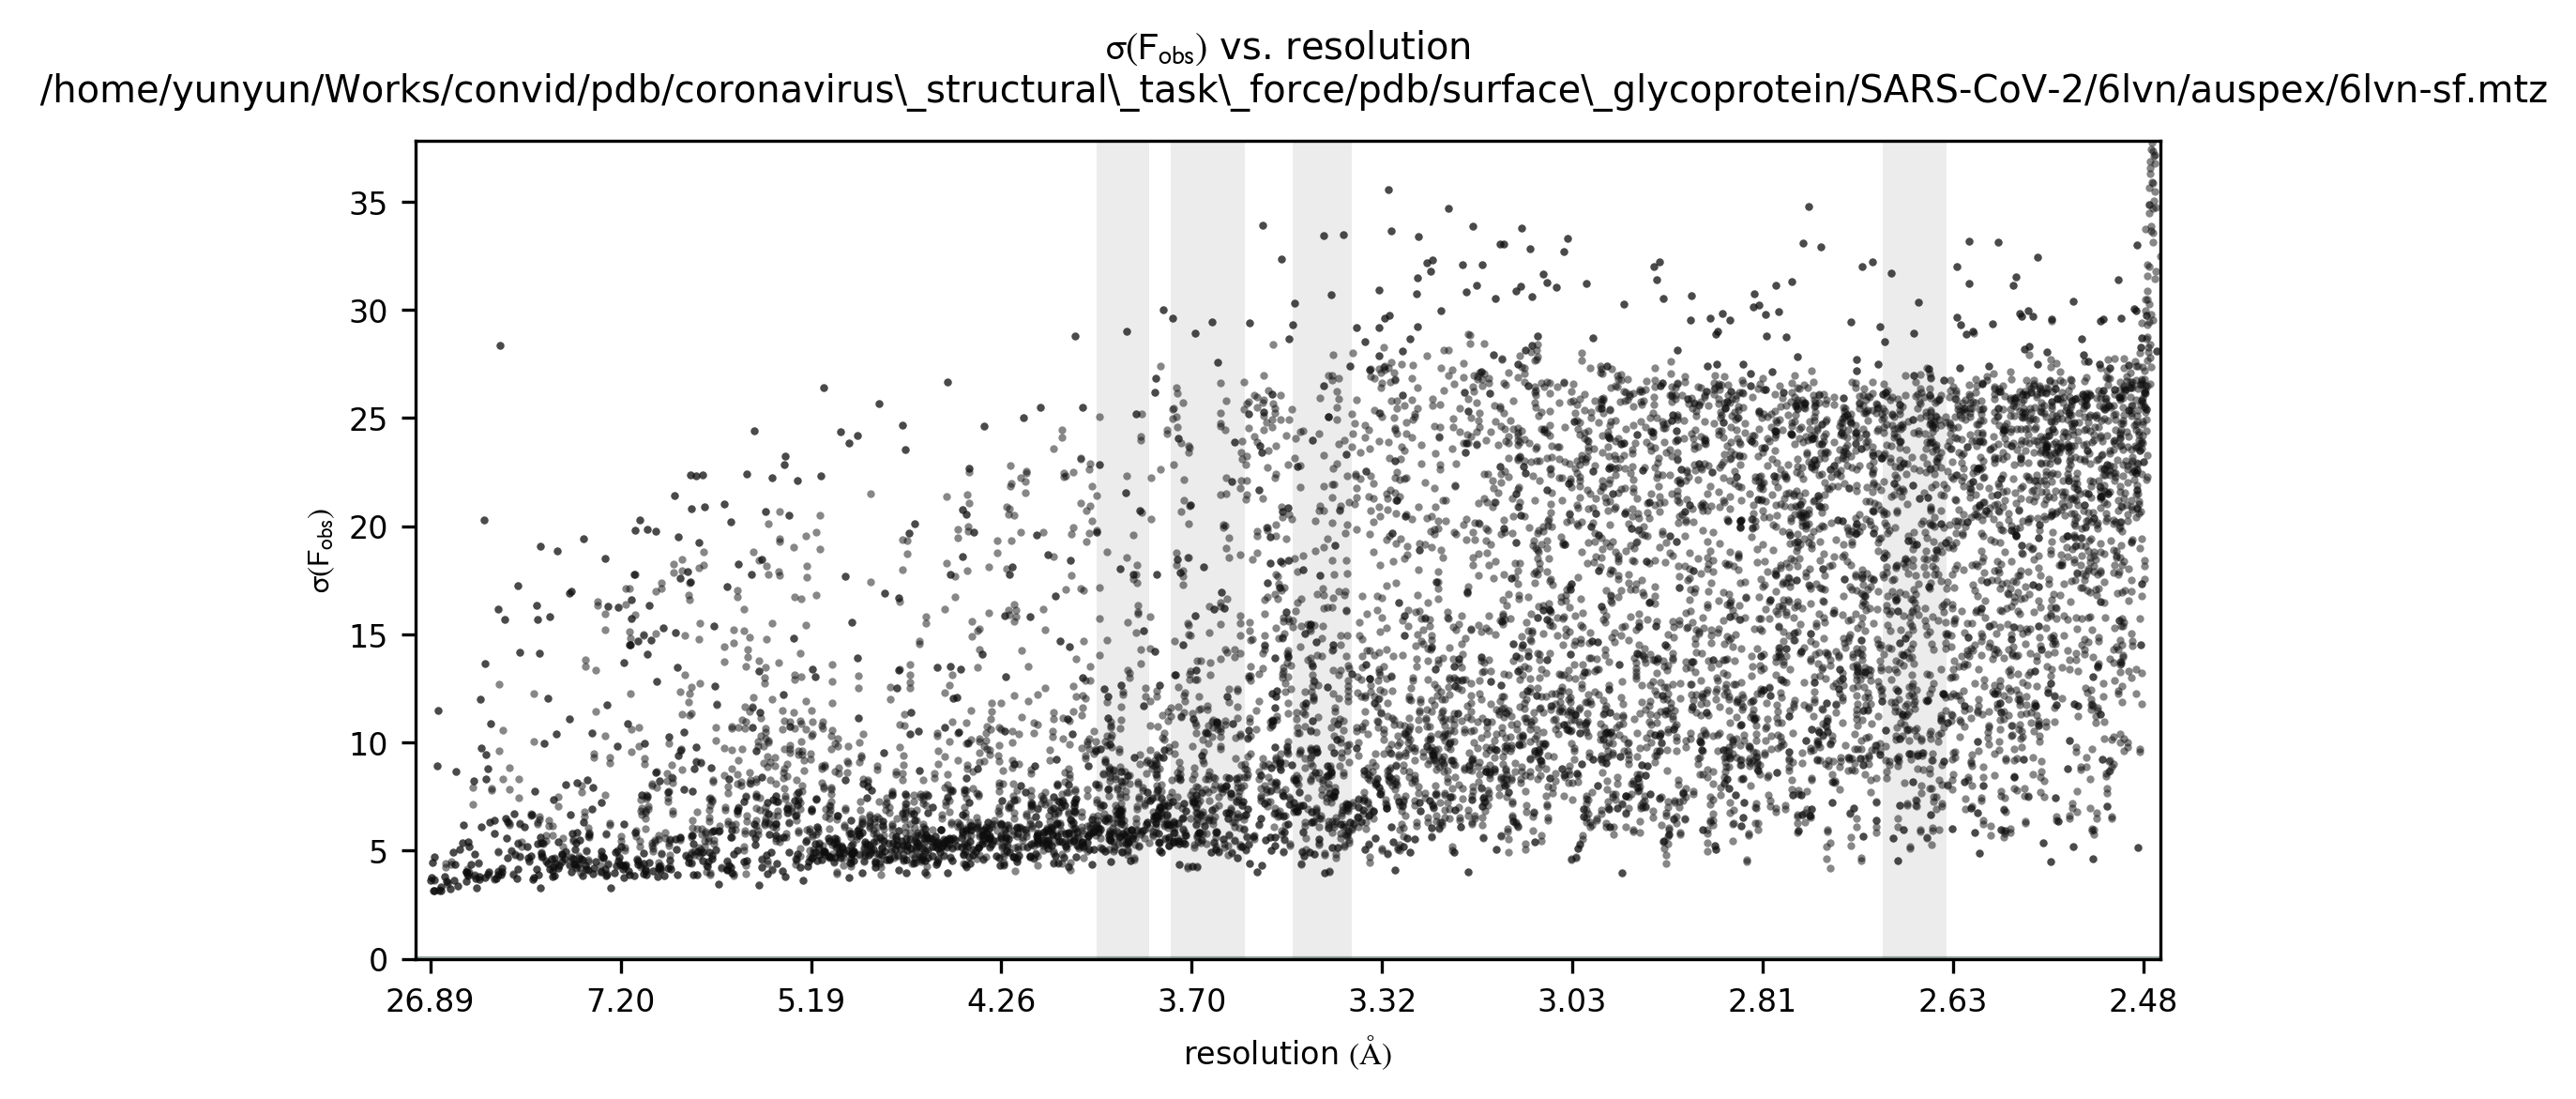 σ(Fobs) vs. resolution
/home/yunyun/Works/convid/pdb/coronavirus\_structural\_task\_force/pdb/surface\_glycoprotein/SARS-CoV-2/6lvn/auspex/6lvn-sf.mtz
35
30
25
20
15
10
5
0
σ(Fobs)
26.89 7.20 5.19 4.26 3.70 3.32 3.03 2.81 2.63 2.48
resolution (Å)